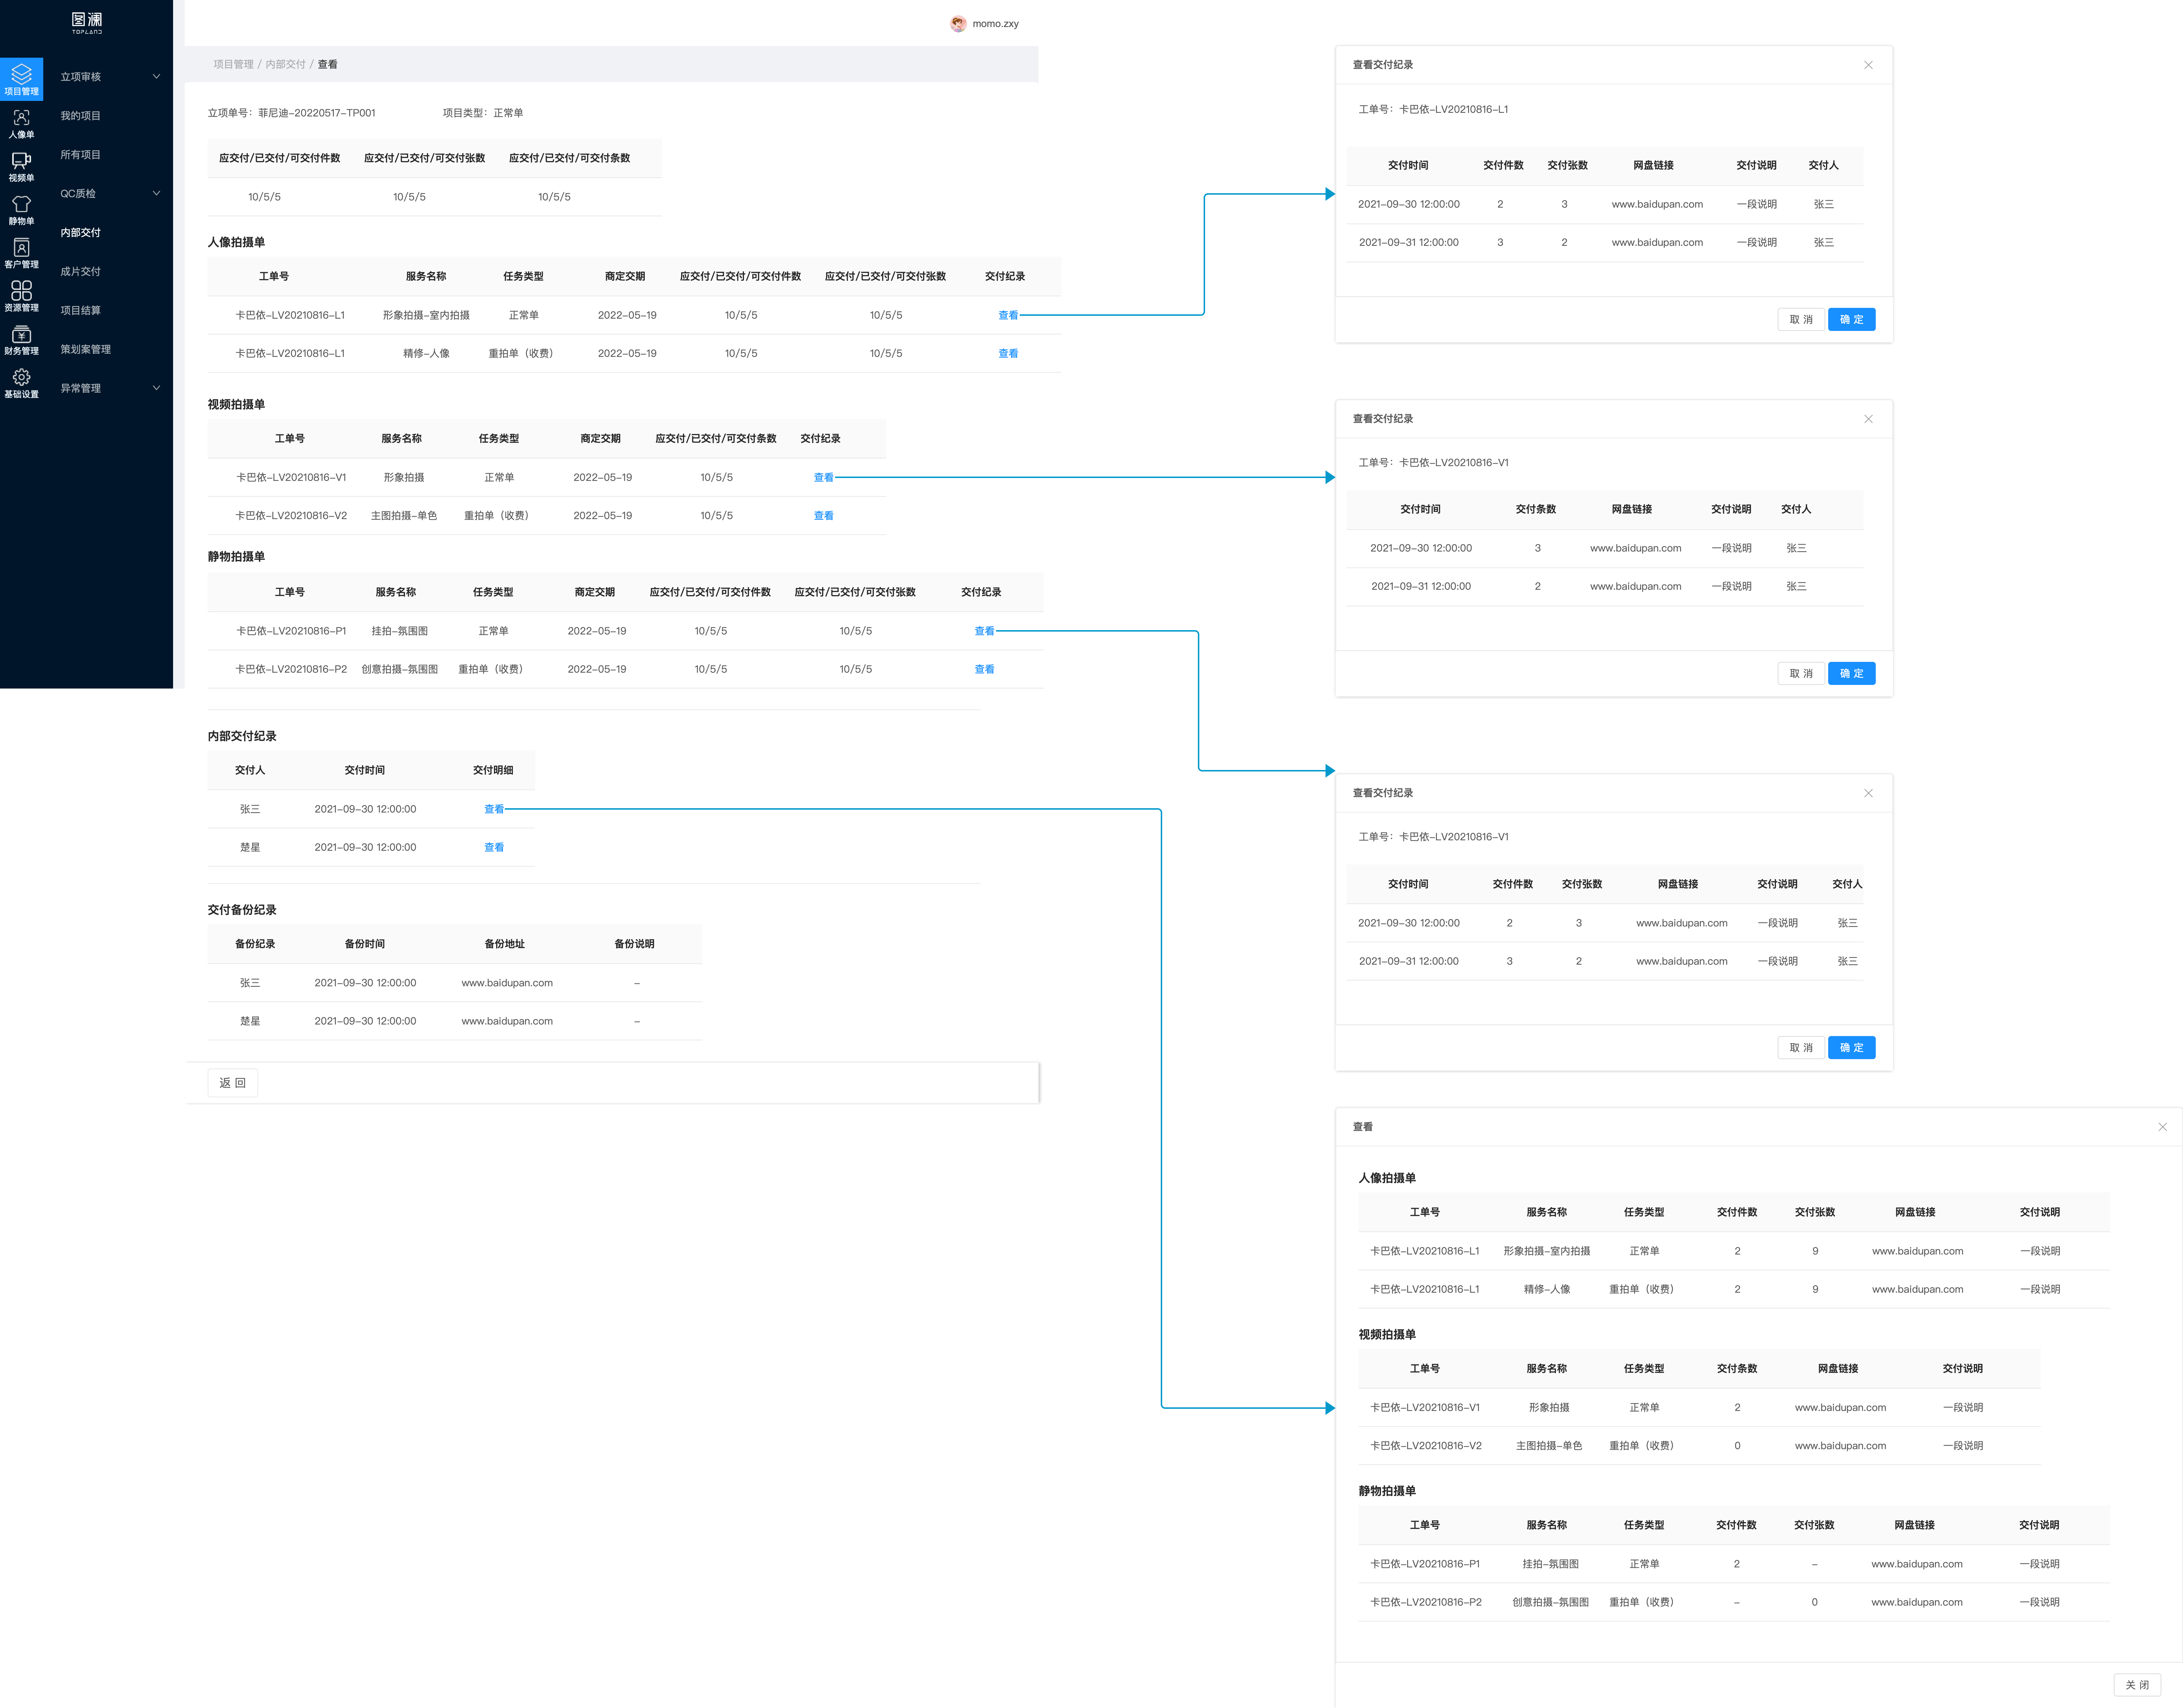 图澜
TOPLAND
momo.zxy
项目管理
人像单
视频单
静物单
客户管理
资源管理
财务管理
基础设置
立项审核
我的项目
所有项目
QC质检
内部交付
成片交付
项目结算
策划案管理
异常管理
项目管理 / 内部交付 / 查看
立项单号：菲尼迪-20220517-TP001 项目类型：正常单
应交付/已交付/可交付件数 应交付/已交付/可交付张数 应交付/已交付/可交付条数
10/5/5 10/5/5 10/5/5
人像拍摄单
工单号 服务名称 任务类型 商定交期 应交付/已交付/可交付件数 应交付/已交付/可交付张数 交付纪录
卡巴依-LV20210816-L1 形象拍摄-室内拍摄 正常单 2022-05-19 10/5/5 10/5/5 查看
卡巴依-LV20210816-L1 精修-人像 重拍单（收费） 2022-05-19 10/5/5 10/5/5 查看
视频拍摄单
工单号 服务名称 任务类型 商定交期 应交付/已交付/可交付条数 交付纪录
卡巴依-LV20210816-V1 形象拍摄 正常单 2022-05-19 10/5/5 查看
卡巴依-LV20210816-V2 主图拍摄-单色 重拍单（收费） 2022-05-19 10/5/5 查看
静物拍摄单
工单号 服务名称 任务类型 商定交期 应交付/已交付/可交付件数 应交付/已交付/可交付张数 交付纪录
卡巴依-LV20210816-P1 挂拍-氛围图 正常单 2022-05-19 10/5/5 10/5/5 查看
卡巴依-LV20210816-P2 创意拍摄-氛围图 重拍单（收费） 2022-05-19 10/5/5 10/5/5 查看
内部交付纪录
交付人 交付时间 交付明细
张三 2021-09-30 12:00:00 查看
楚星 2021-09-30 12:00:00 查看
交付备份纪录
备份纪录 备份时间 备份地址 备份说明
张三 2021-09-30 12:00:00 www.baidupan.com -
楚星 2021-09-30 12:00:00 www.baidupan.com -
返 回
查看交付纪录
工单号：卡巴依-LV20210816-L1
交付时间 交付件数 交付张数 网盘链接 交付说明 交付人
2021-09-30 12:00:00 2 3 www.baidupan.com 一段说明 张三
2021-09-31 12:00:00 3 2 www.baidupan.com 一段说明 张三
取 消 确 定
查看交付纪录
工单号：卡巴依-LV20210816-V1
交付时间 交付条数 网盘链接 交付说明 交付人
2021-09-30 12:00:00 3 www.baidupan.com 一段说明 张三
2021-09-31 12:00:00 2 www.baidupan.com 一段说明 张三
取 消 确 定
查看交付纪录
工单号：卡巴依-LV20210816-V1
交付时间 交付件数 交付张数 网盘链接 交付说明 交付人
2021-09-30 12:00:00 2 3 www.baidupan.com 一段说明 张三
2021-09-31 12:00:00 3 2 www.baidupan.com 一段说明 张三
取 消 确 定
查看
人像拍摄单
工单号 服务名称 任务类型 交付件数 交付张数 网盘链接 交付说明
卡巴依-LV20210816-L1 形象拍摄-室内拍摄 正常单 2 9 www.baidupan.com 一段说明
卡巴依-LV20210816-L1 精修-人像 重拍单（收费） 2 9 www.baidupan.com 一段说明
视频拍摄单
工单号 服务名称 任务类型 交付条数 网盘链接 交付说明
卡巴依-LV20210816-V1 形象拍摄 正常单 2 www.baidupan.com 一段说明
卡巴依-LV20210816-V2 主图拍摄-单色 重拍单（收费） 0 www.baidupan.com 一段说明
静物拍摄单
工单号 服务名称 任务类型 交付件数 交付张数 网盘链接 交付说明
卡巴依-LV20210816-P1 挂拍-氛围图 正常单 2 - www.baidupan.com 一段说明
卡巴依-LV20210816-P2 创意拍摄-氛围图 重拍单（收费） - 0 www.baidupan.com 一段说明
关 闭